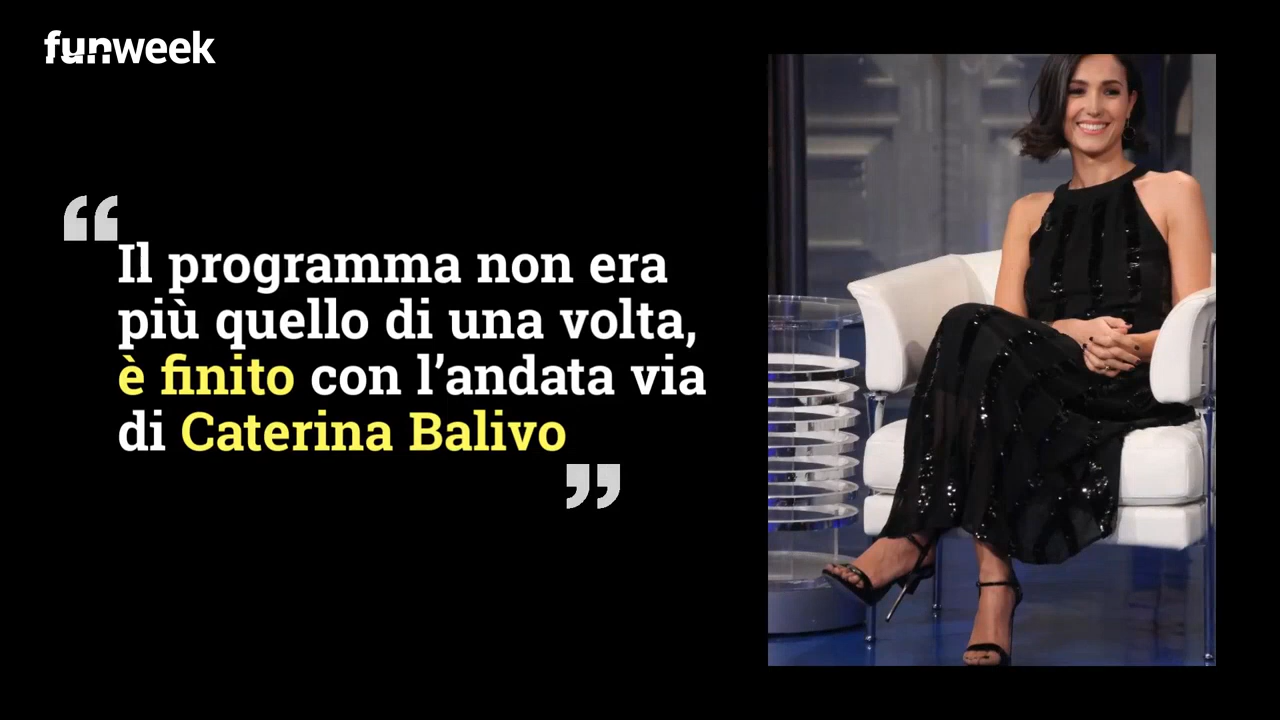 funweek
“Il programma non era
più quello di una volta,
è finito con l’andata via
di Caterina Balivo”